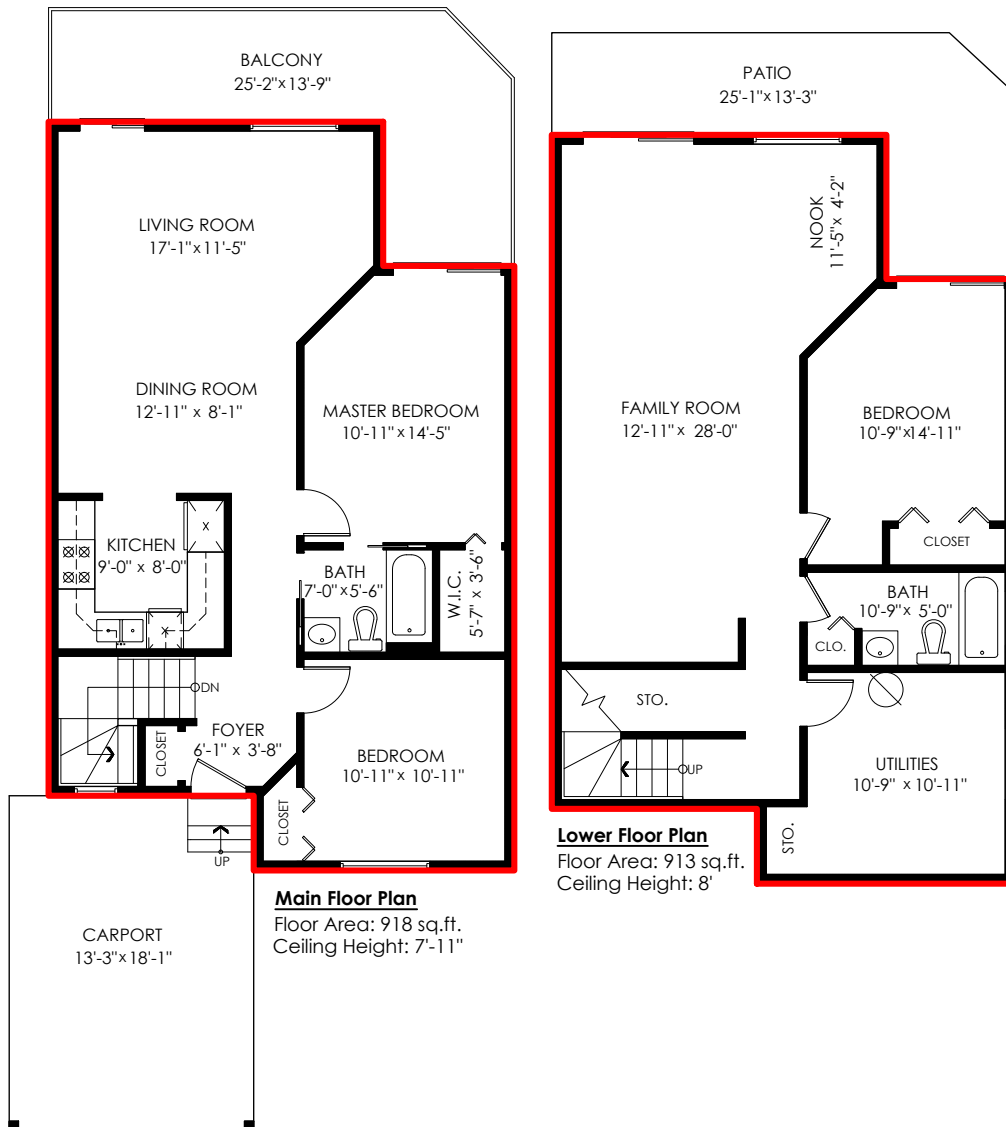 BALCONY
25'-2"x13'-9"
LIVING ROOM
17'-1"x11'-5"
DINING ROOM
12'-11" x 8'-1"
MASTER BEDROOM
10'-11"x14'-5"
KITCHEN
9'-0" x 8'-0"
X
X
BATH
7'-0"x5'-6"
W.I.C.
5'-7" x 3'-6"
DN
FOYER
6'-1" x 3'-8"
CLOSET
BEDROOM
10'-11"x 10'-11"
CLOSET
UP
CARPORT
13'-3"x18'-1"
Main Floor Plan
Floor Area: 918 sq.ft.
Ceiling Height: 7'-11"
PATIO
25'-1"x13'-3"
NOOK
11'-5"x 4'-2"
FAMILY ROOM
12'-11"x 28'-0"
BEDROOM
10'-9"x14'-11"
CLOSET
BATH
10'-9"x 5'-0"
CLO.
STO.
UP
UTILITIES
10'-9" x 10'-11"
STO.
Lower Floor Plan
Floor Area: 913 sq.ft.
Ceiling Height: 8'